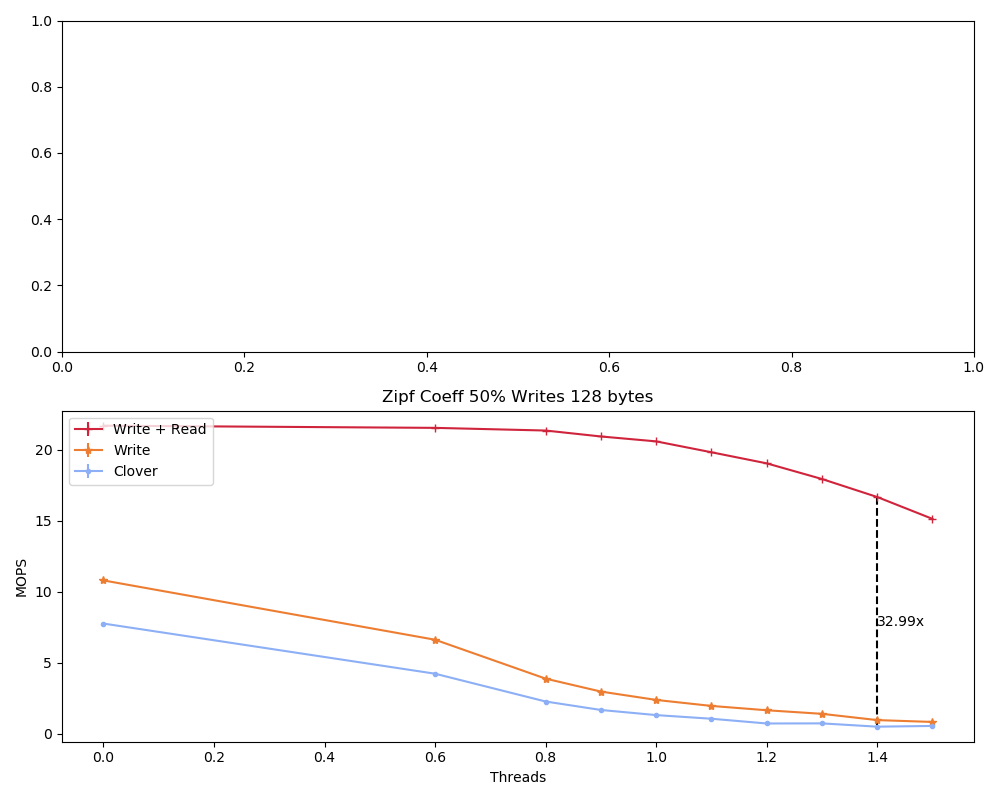 1.0
0.8
0.6
0.4
0.2
0.0
0.0 0.2 0.4 0.6 0.8 1.0
Zipf Coeff 50% Writes 128 bytes
Write + Read
Write
Clover
20
15
10
5
0
MOPS
32.99x
0.0 0.2 0.4 0.6 0.8 1.0 1.2 1.4
Threads